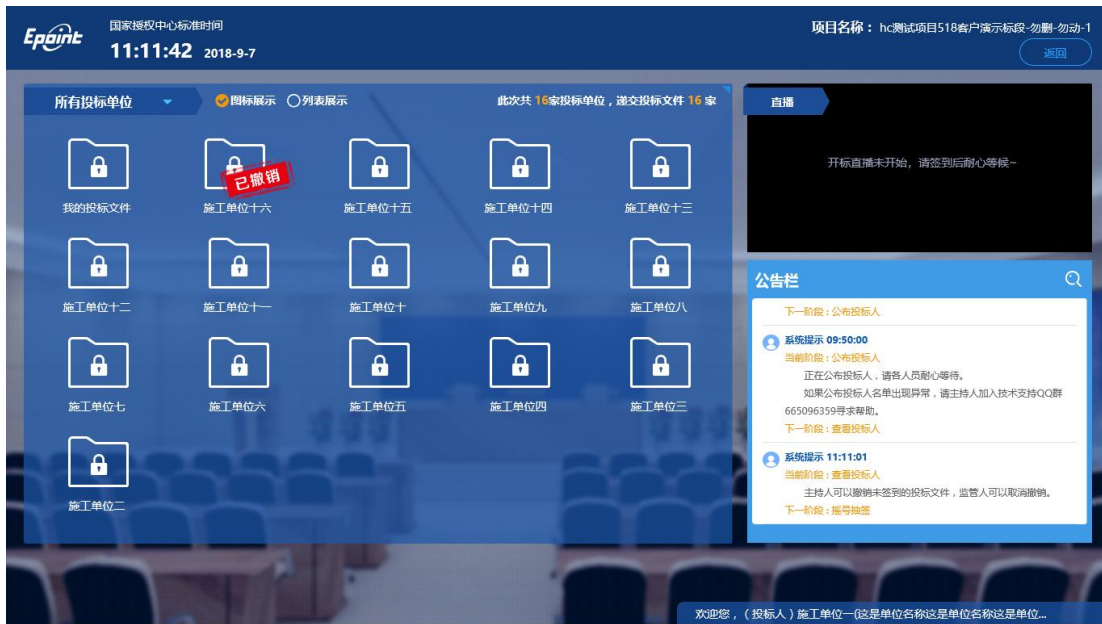 Epoint
国家授权中心标准时间
11:11:42 2018-9-7
项目名称：hc测试项目518客户演示标段-勿删-勿动-1
返回
所有投标单位
图标展示 列表展示
此次共 16家投标单位，递交投标文件 16 家
我的投标文件 施工单位十六 施工单位十五 施工单位十四 施工单位十三
已撤销
施工单位十二 施工单位十一 施工单位十 施工单位九 施工单位八
施工单位七 施工单位六 施工单位五 施工单位四 施工单位三
施工单位二
直播
开标直播未开始，请签到后耐心等候~
公告栏
下一阶段：公布投标人
系统提示 09:50:00
当前阶段：公布投标人
正在公布投标人，请各人员耐心等待。
如果公布投标人名单出现异常，请主持人加入技术支持QQ群
665096359寻求帮助。
下一阶段：查看投标人
系统提示 11:11:01
当前阶段：查看投标人
主持人可以撤销未签到的投标文件，监管人可以取消撤销。
下一阶段：摇号抽签
欢迎您，（投标人）施工单位一(这是单位名称这是单位名称这是单位...